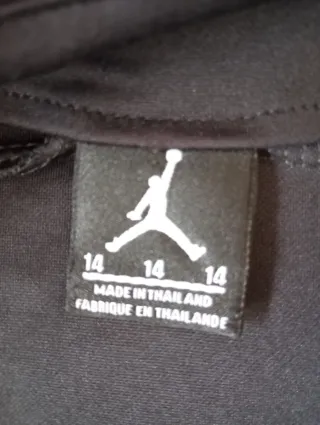 14 14 14
MADE IN THAILAND
FABRIQUE EN THAILANDE